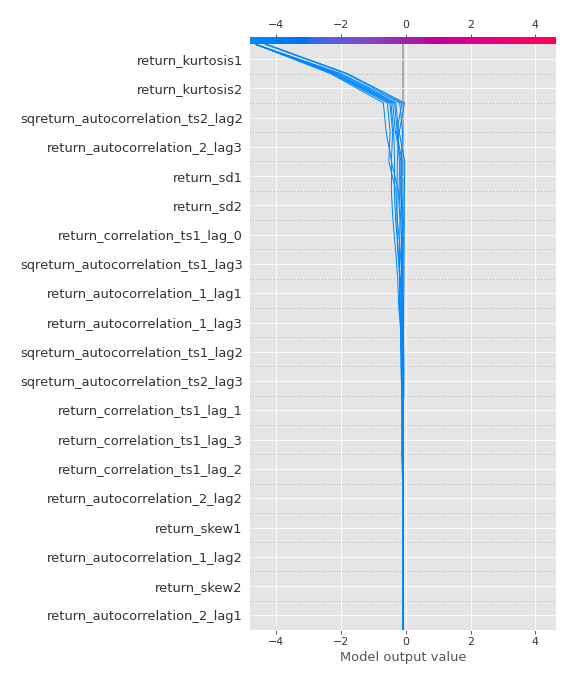 −4 −2 0 2 4
return_kurtosis1
return_kurtosis2
sqreturn_autocorrelation_ts2_lag2
return_autocorrelation_2_lag3
return_sd1
return_sd2
return_correlation_ts1_lag_0
sqreturn_autocorrelation_ts1_lag3
return_autocorrelation_1_lag1
return_autocorrelation_1_lag3
sqreturn_autocorrelation_ts1_lag2
sqreturn_autocorrelation_ts2_lag3
return_correlation_ts1_lag_1
return_correlation_ts1_lag_3
return_correlation_ts1_lag_2
return_autocorrelation_2_lag2
return_skew1
return_autocorrelation_1_lag2
return_skew2
return_autocorrelation_2_lag1
−4 −2 0 2 4
Model output value